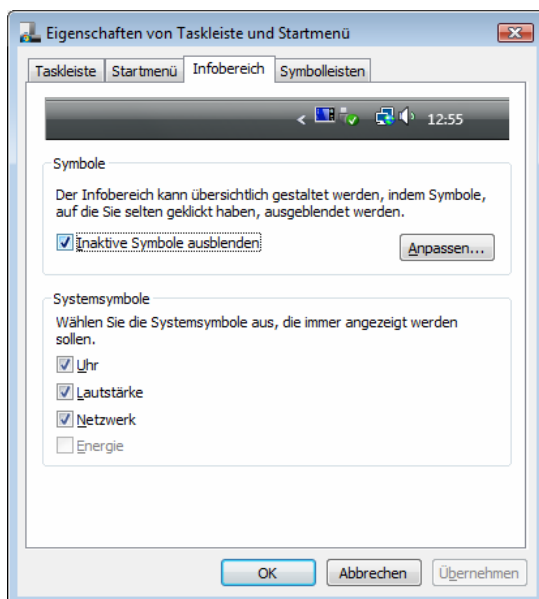 Eigenschaften von Taskleiste und Startmenü
Taskleiste Startmenü Infobereich Symbolleisten
12:55
Symbole
Der Infobereich kann übersichtlich gestaltet werden, indem Symbole,
auf die Sie selten geklickt haben, ausgeblendet werden.
Inaktive Symbole ausblenden
Anpassen...
Systemsymbole
Wählen Sie die Systemsymbole aus, die immer angezeigt werden
sollen.
Uhr
Lautstärke
Netzwerk
Energie
OK Abbrechen Übernehmen